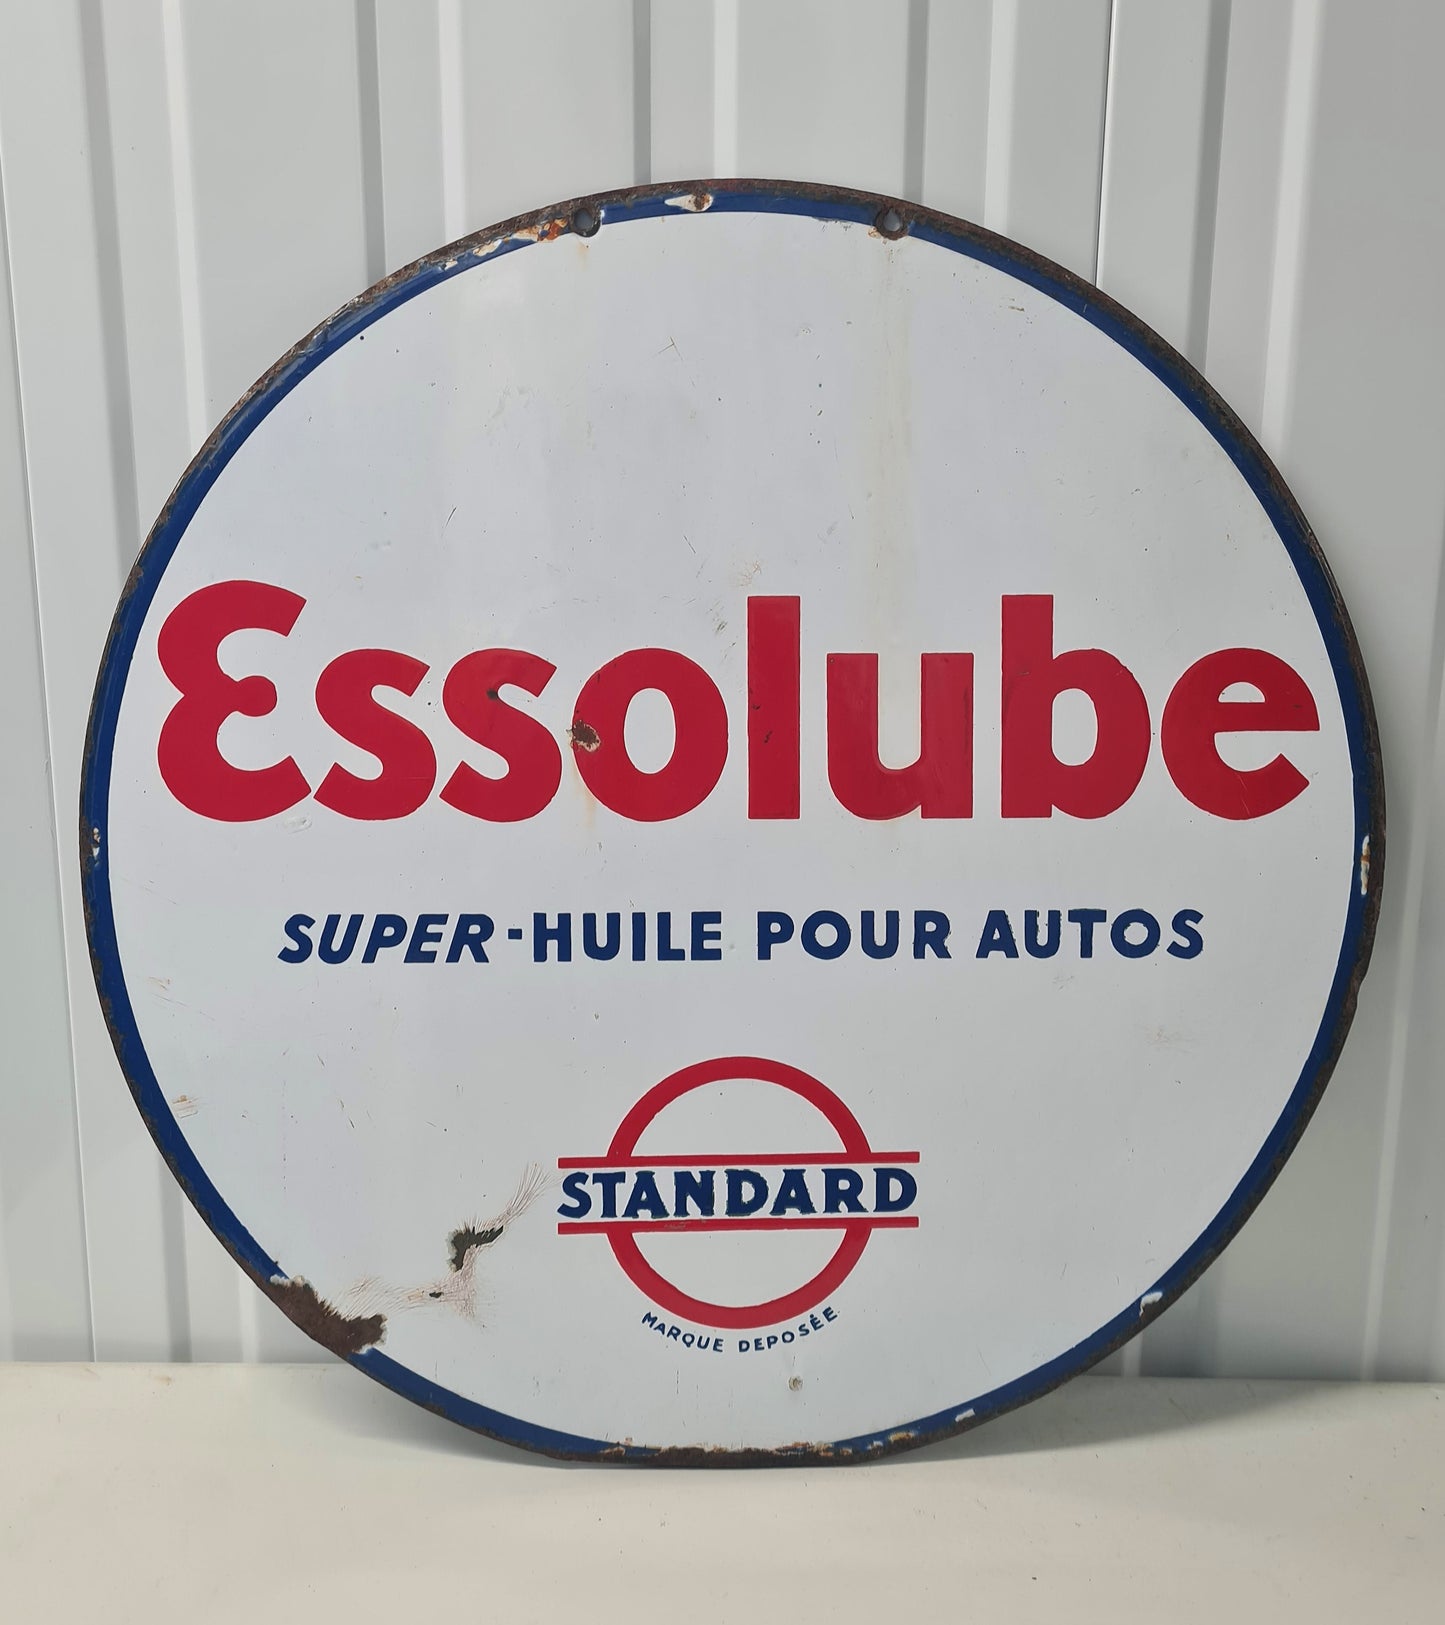 Essolube
SUPER-HUILE POUR AUTOS
STANDARD
MARQUE DEPOSÉE